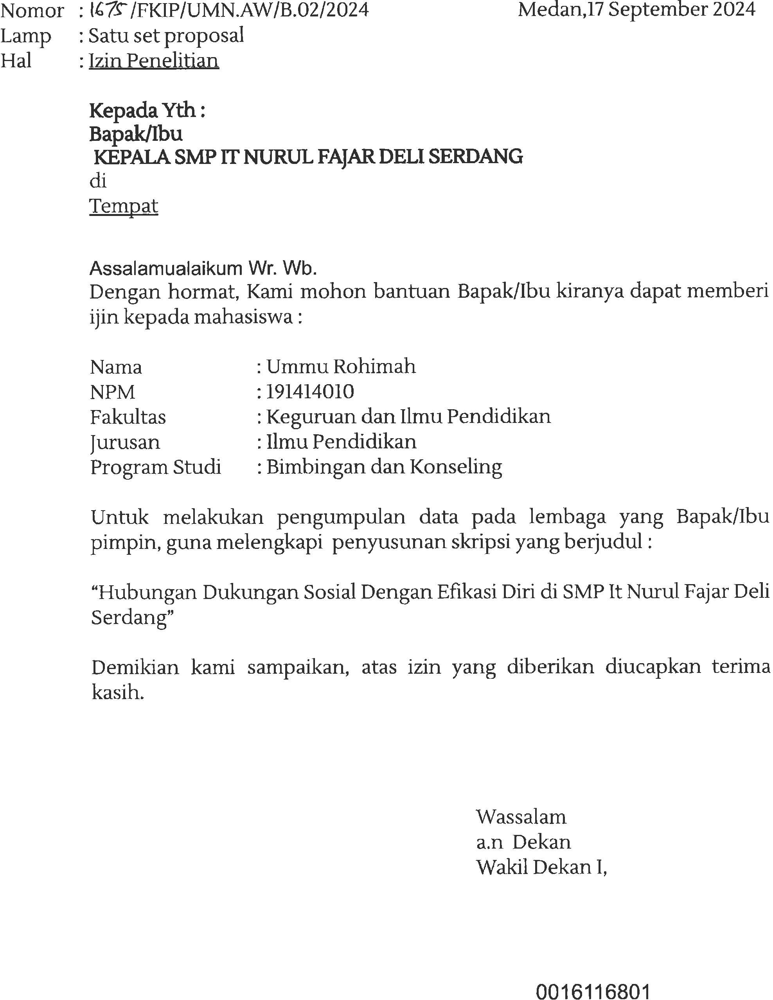 Nomor : 1675 /FKIP/UMN.AW/B.02/2024 Medan,17 September 2024
Lamp : Satu set proposal
Hal : Izin Penelitian
Kepada Yth :
Bapak/Ibu
KEPALA SMP IT NURUL FAJAR DELI SERDANG
di
Tempat
Assalamualaikum Wr. Wb.
Dengan hormat, Kami mohon bantuan Bapak/Ibu kiranya dapat memberi
ijin kepada mahasiswa :
Nama : Ummu Rohimah
NPM : 191414010
Fakultas : Keguruan dan Ilmu Pendidikan
Jurusan : Ilmu Pendidikan
Program Studi : Bimbingan dan Konseling
Untuk melakukan pengumpulan data pada lembaga yang Bapak/Ibu
pimpin, guna melengkapi penyusunan skripsi yang berjudul :
“Hubungan Dukungan Sosial Dengan Efikasi Diri di SMP It Nurul Fajar Deli
Serdang”
Demikian kami sampaikan, atas izin yang diberikan diucapkan terima
kasih.
Wassalam
a.n Dekan
Wakil Dekan I,
0016116801